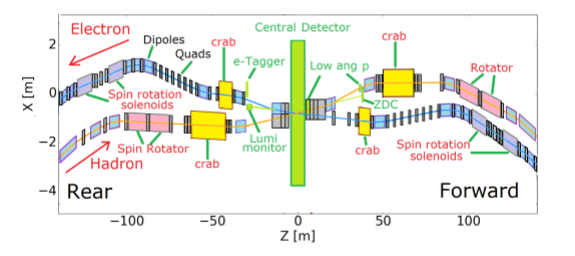 Central Detector
Electron
Dipoles
crab
crab
Quads
e-Tagger
Low ang p
Rotator
Spin rotation
solenoids
ZDC
Lumi
monitor
Spin Rotator
crab
crab
Spin rotation
solenoids
Hadron
Rear
Forward
X [m]
2
0
−2
−4
−100
−50
0
50
100
Z [m]